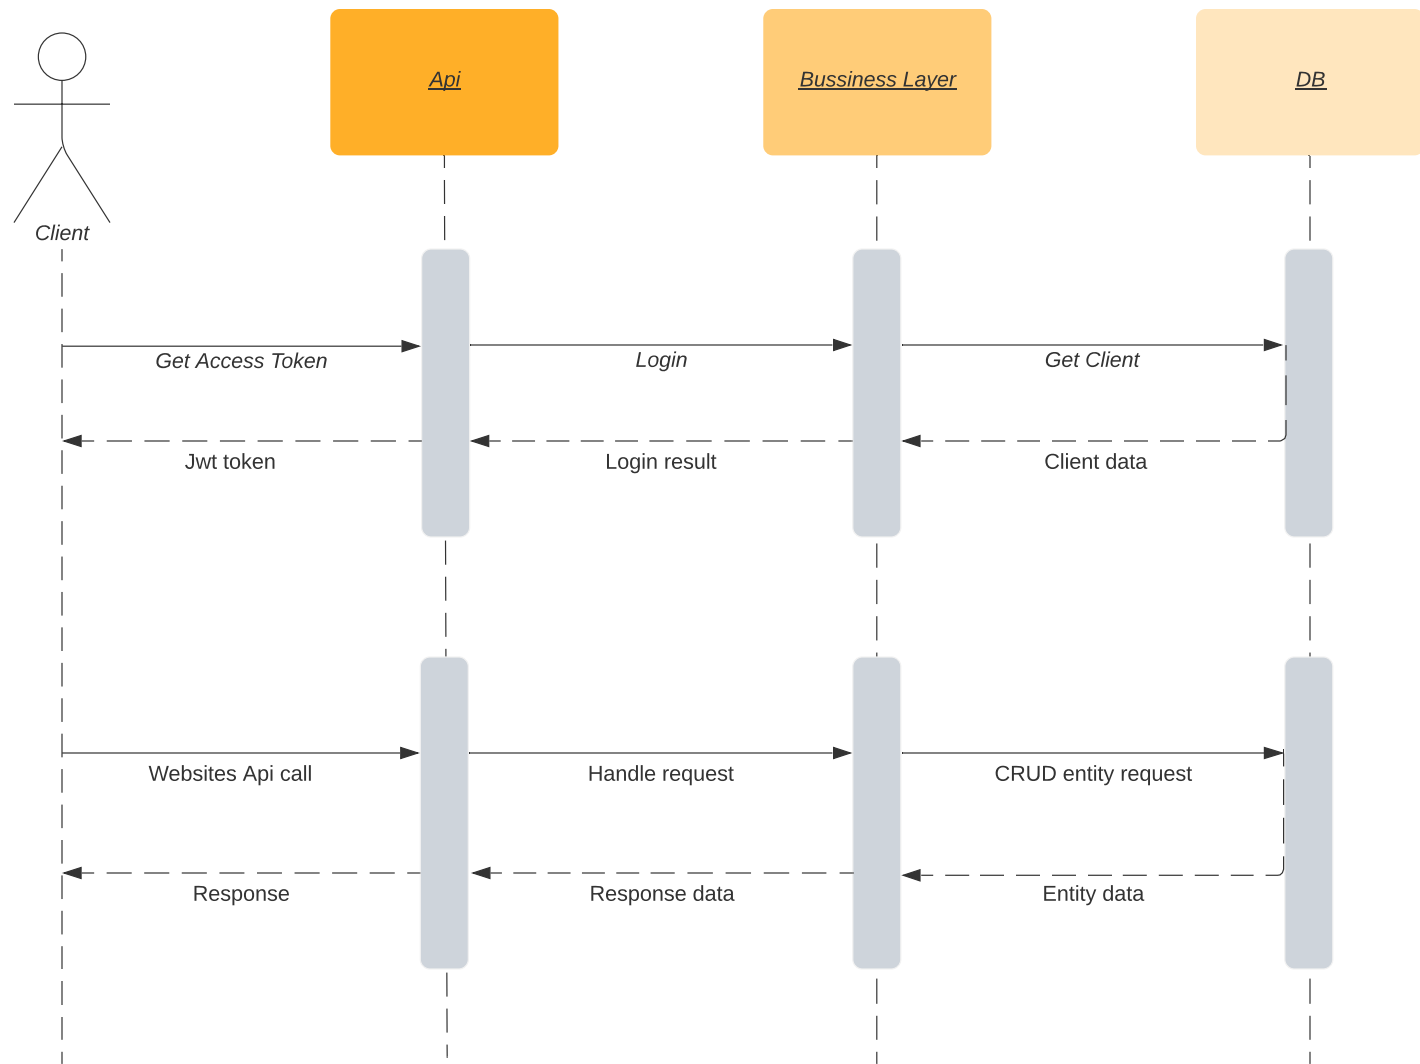 Api
Bussiness Layer
DB
Client
Get Access Token
Login
Get Client
Jwt token
Login result
Client data
Websites Api call
Handle request
CRUD entity request
Response
Response data
Entity data